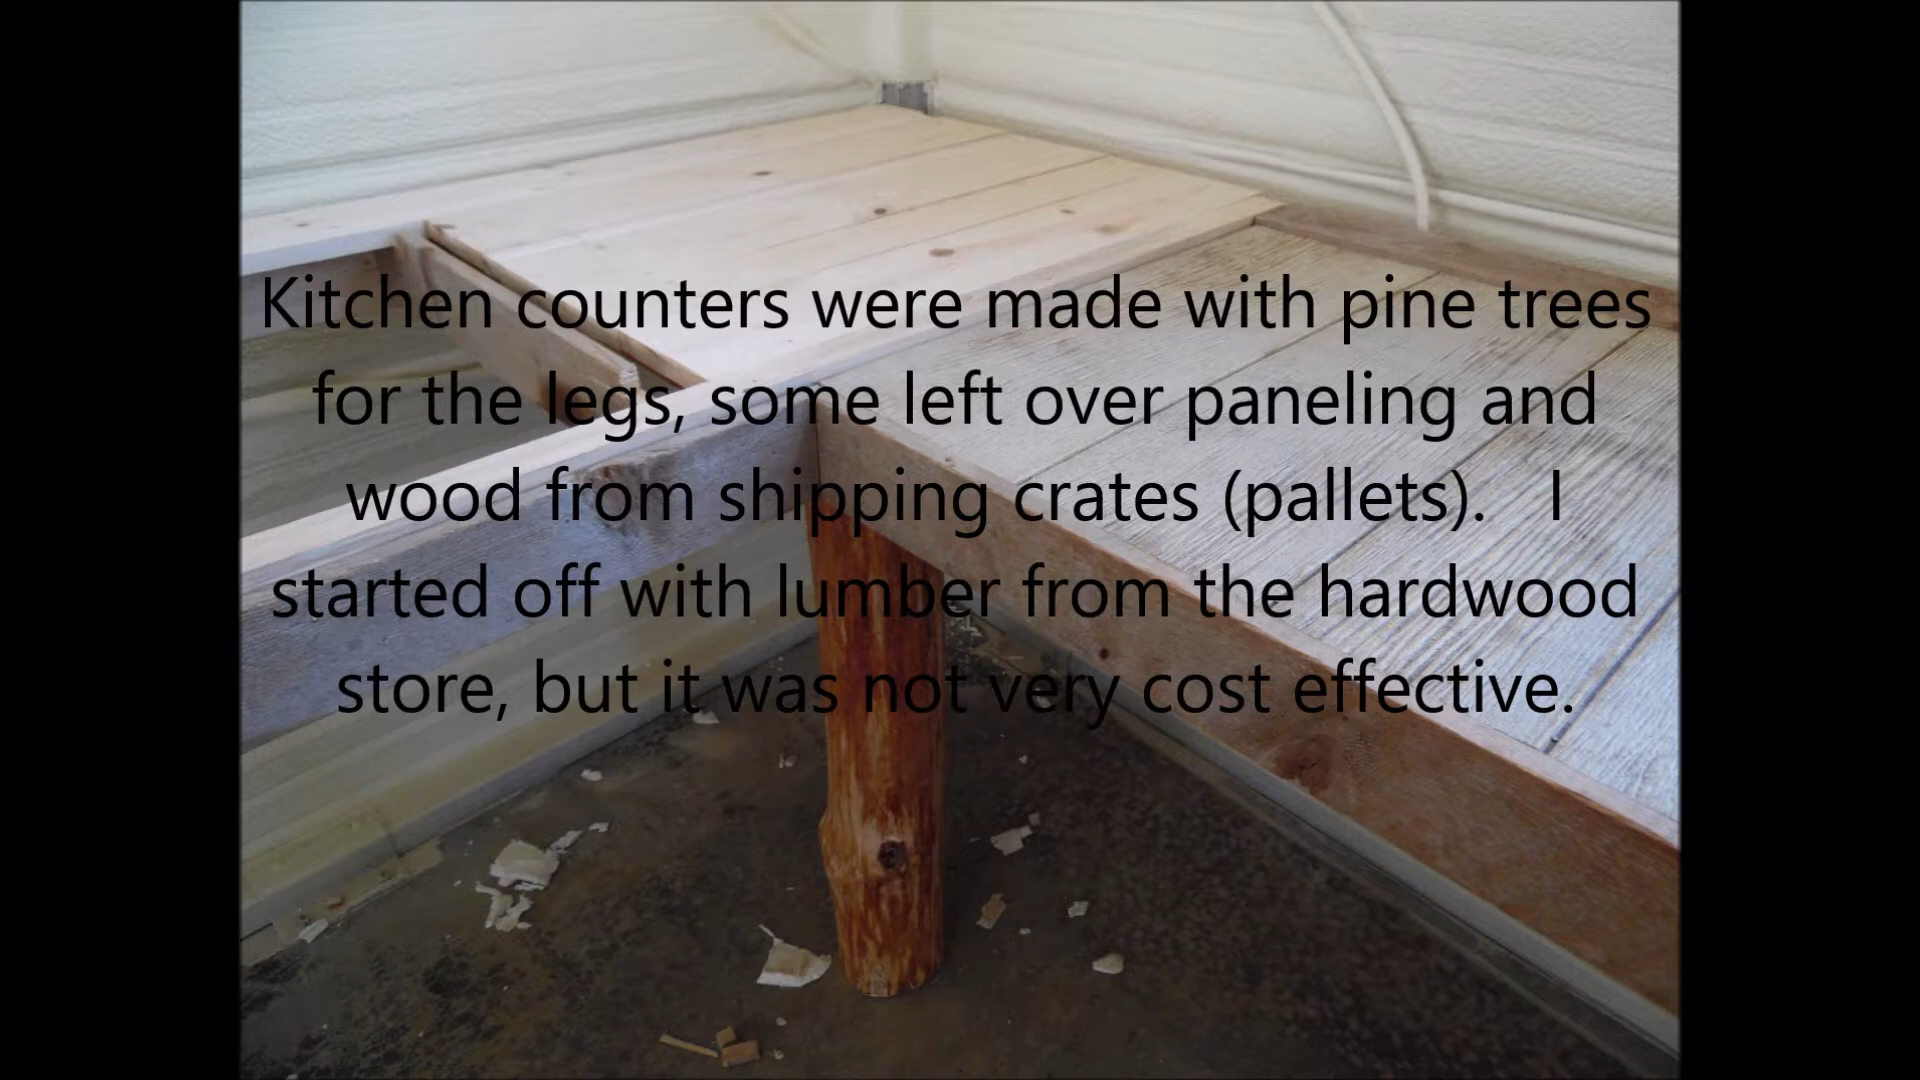 Kitchen counters were made with pine trees
for the legs, some left over paneling and
wood from shipping crates (pallets).   I
started off with lumber from the hardwood
store, but it was not very cost effective.